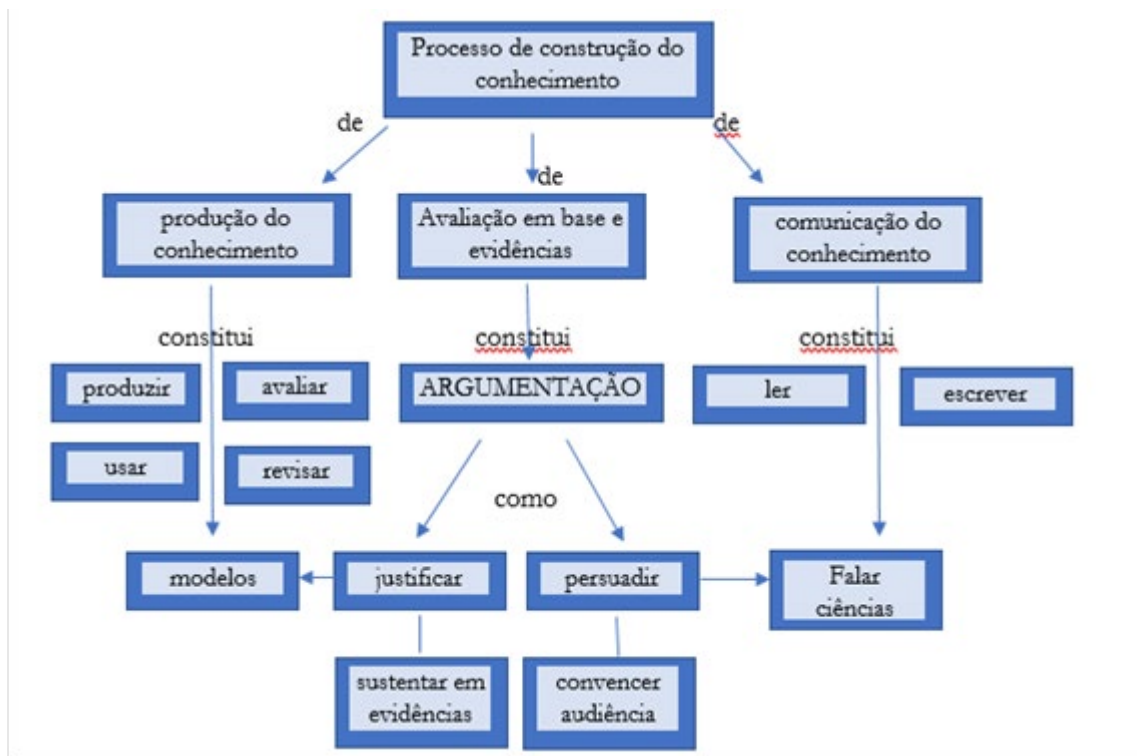 Processo de construção do
conhecimento
de
de
de
produção do
conhecimento
Avaliação em base e
evidências
comunicação do
conhecimento
constitui
constitui
constitui
produzir
avaliar
ARGUMENTAÇÃO
ler
escrever
usar
revisar
como
modelos
justificar
persuadir
Falar
ciências
sustentar em
evidências
convencer
audiência